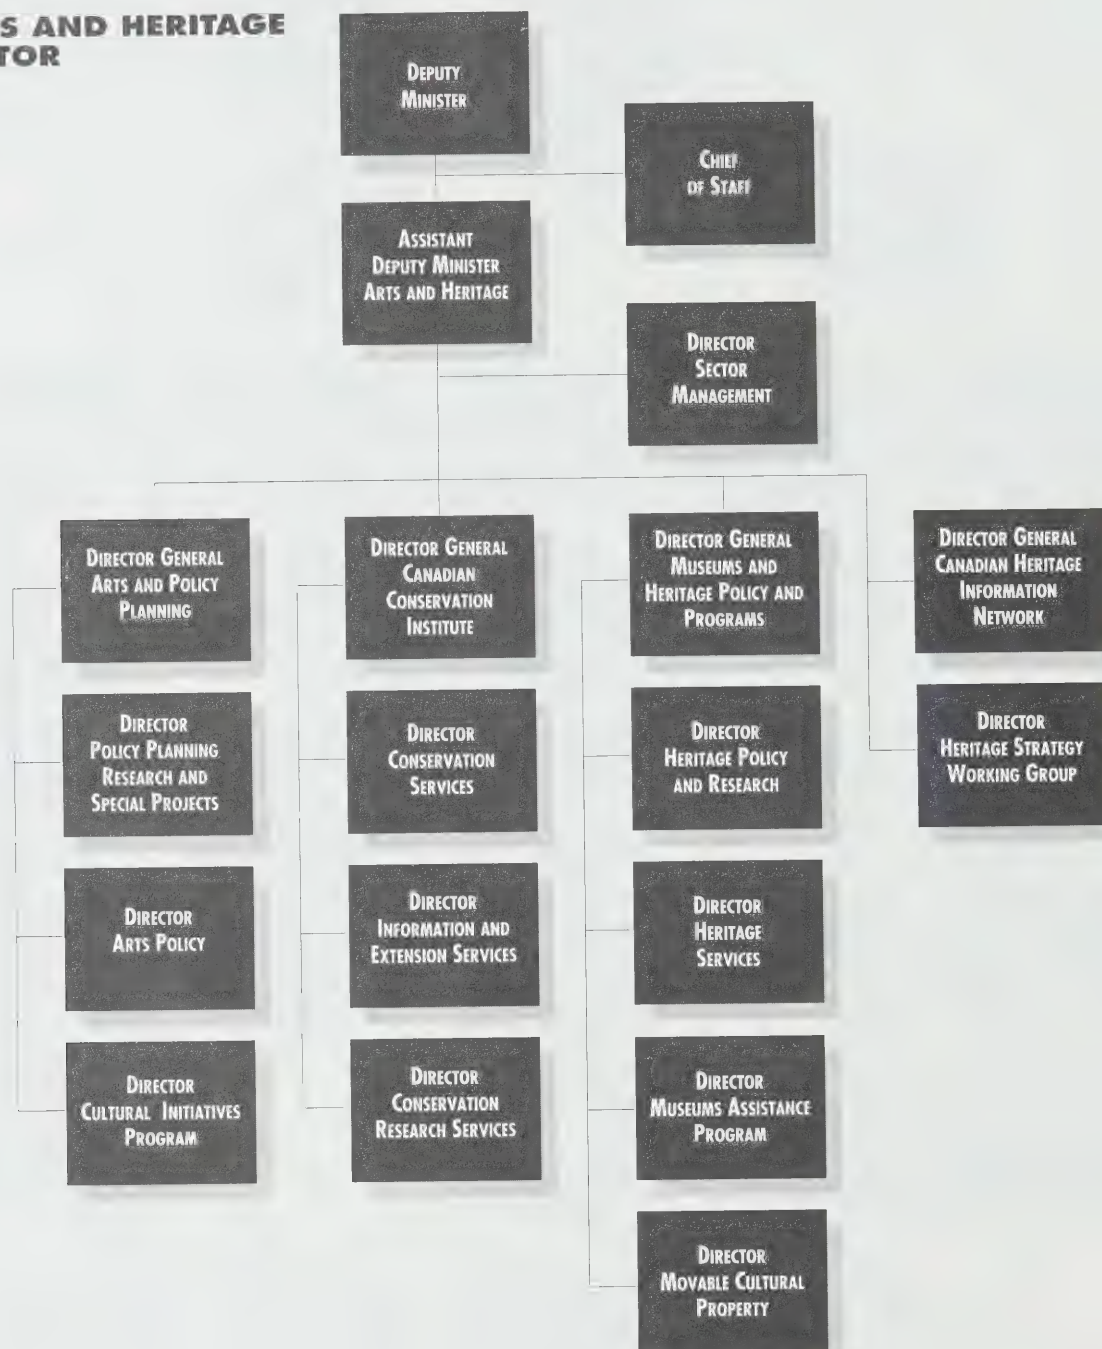 S AND HERITAGE
TOR
DEPUTY
MINISTER
CHIEF
OF STAFF
ASSISTANT
DEPUTY MINISTER
ARTS AND HERITAGE
DIRECTOR
SECTOR
MANAGEMENT
DIRECTOR GENERAL
ARTS AND POLICY
PLANNING
DIRECTOR GENERAL
CANADIAN
CONSERVATION
INSTITUTE
DIRECTOR GENERAL
MUSEUMS AND
HERITAGE POLICY AND
PROGRAMS
DIRECTOR GENERAL
CANADIAN HERITAGE
INFORMATION
NETWORK
DIRECTOR
POLICY PLANNING
RESEARCH AND
SPECIAL PROJECTS
DIRECTOR
CONSERVATION
SERVICES
DIRECTOR
HERITAGE POLICY
AND RESEARCH
DIRECTOR
HERITAGE STRATEGY
WORKING GROUP
DIRECTOR
ARTS POLICY
DIRECTOR
INFORMATION AND
EXTENSION SERVICES
DIRECTOR
HERITAGE
SERVICES
DIRECTOR
CULTURAL INITIATIVES
PROGRAM
DIRECTOR
CONSERVATION
RESEARCH SERVICES
DIRECTOR
MUSEUMS ASSISTANCE
PROGRAM
DIRECTOR
MOVABLE CULTURAL
PROPERTY